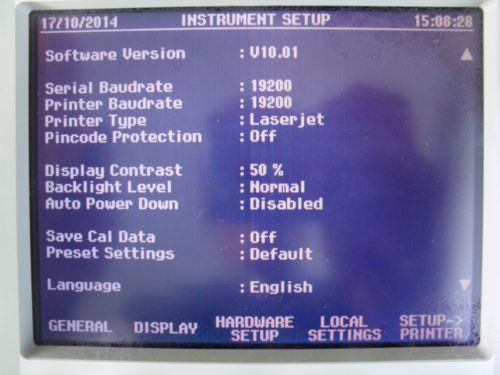 17/10/2014 INSTRUMENT SETUP 15:08:28
Software Version : V10.01
Serial Baudrate : 19200
Printer Baudrate : 19200
Printer Type : Laserjet
Pincode Protection : Off
Display Contrast : 50 %
Backlight Level : Normal
Auto Power Down : Disabled
Save Cal Data : Off
Preset Settings : Default
Language : English
GENERAL DISPLAY HARDWARE LOCAL SETUP->
SETUP SETTINGS PRINTER